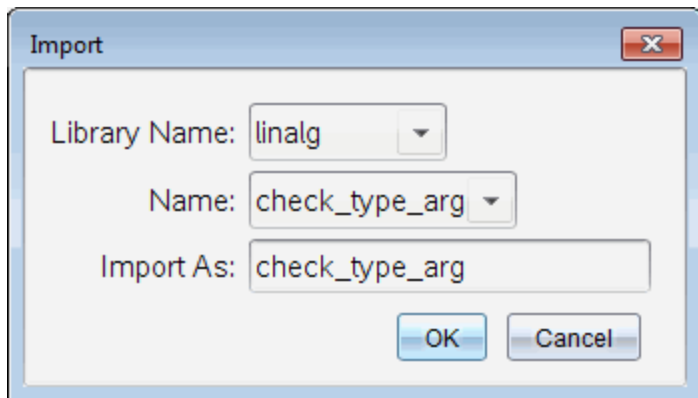 Import
Library Name: linalg
Name: check_type_arg
Import As: check_type_arg
OK Cancel